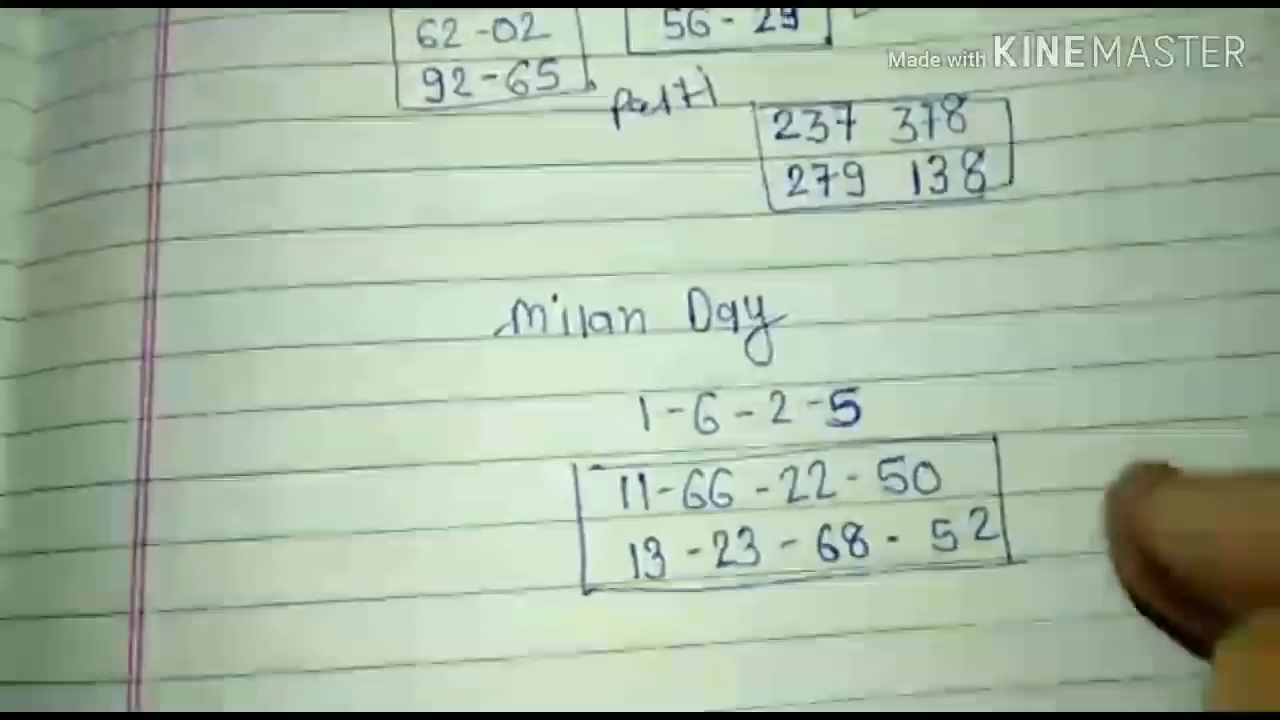 62-02
56-29
92-65
Made with KINEMASTER
Patti
237 378
279 138
Milan Day
1-6-2-5
11-66-22-50
13-23-68-52